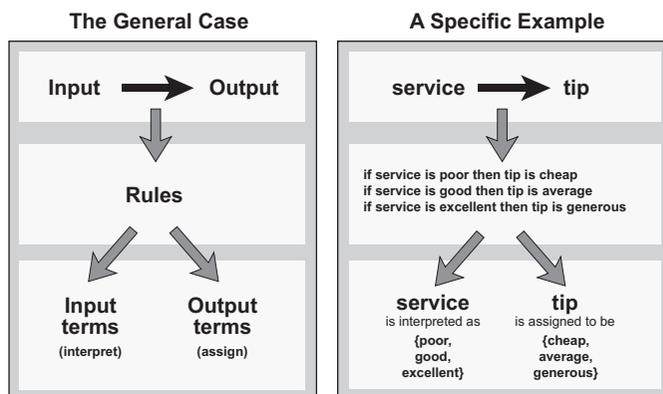 The General Case
Input
Output
Rules
Input
terms
(interpret)
Output
terms
(assign)
A Specific Example
service
tip
if service is poor then tip is cheap
if service is good then tip is average
if service is excellent then tip is generous
service
is interpreted as
{poor,
good,
excellent}
tip
is assigned to be
{cheap,
average,
generous}